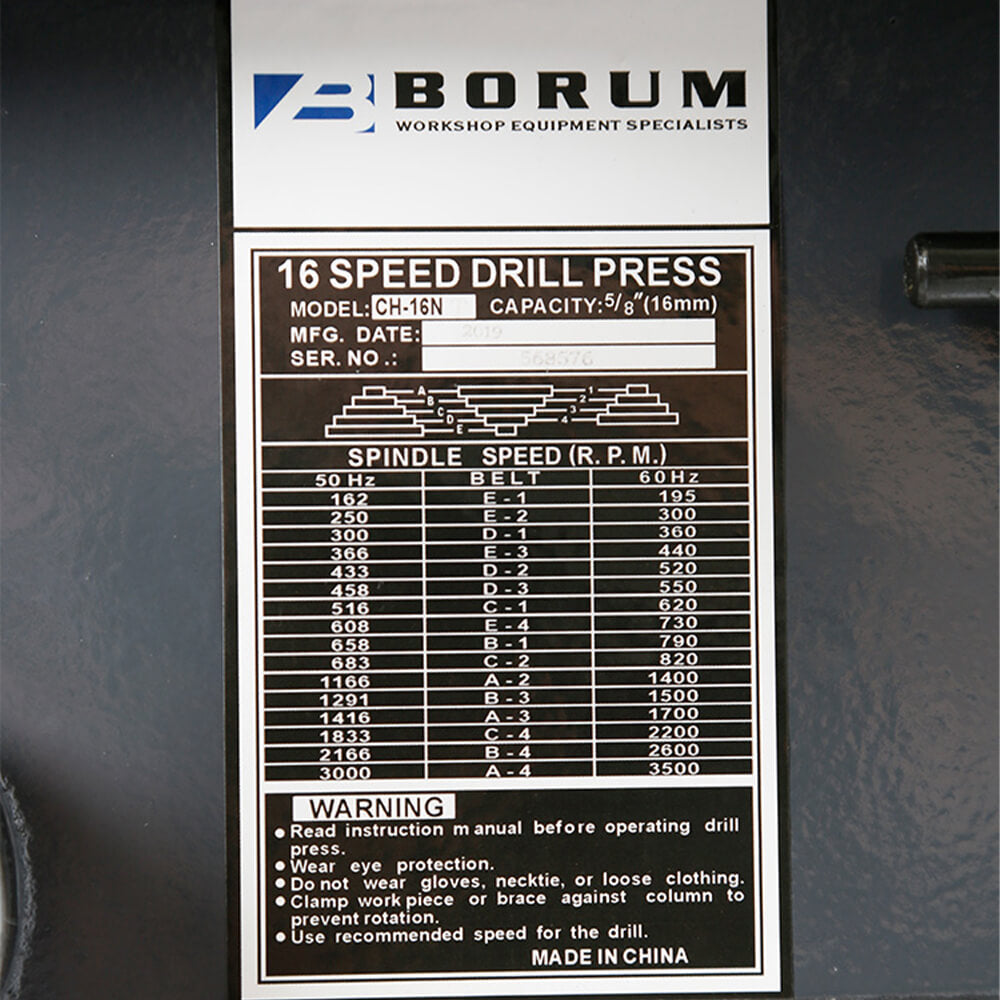 BORUM
WORKSHOP EQUIPMENT SPECIALISTS
16 SPEED DRILL PRESS
MODEL: CH-16N CAPACITY: 5/8" (16mm)
MFG. DATE: 2019
SER. NO.: 568576
A 1
B 2
C 3
D 4
E
SPINDLE SPEED (R.P.M.)
50 Hz BELT 60 Hz
162 E-1 195
250 E-2 300
300 D-1 360
366 E-3 440
433 D-2 520
458 D-3 550
516 C-1 620
608 E-4 730
658 B-1 790
683 C-2 820
1166 A-2 1400
1291 B-3 1500
1416 A-3 1700
1833 C-4 2200
2166 B-4 2600
3000 A-4 3500
WARNING
● Read instruction manual before operating drill
press.
● Wear eye protection.
● Do not wear gloves, necktie, or loose clothing.
● Clamp work piece or brace against column to
prevent rotation.
● Use recommended speed for the drill.
MADE IN CHINA